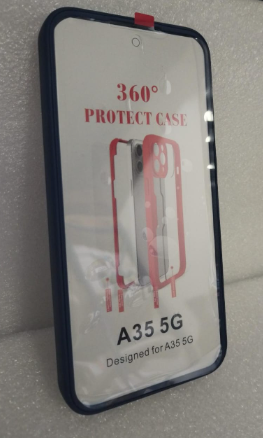 360°
PROTECT CASE
A35 5G
Designed for A35 5G